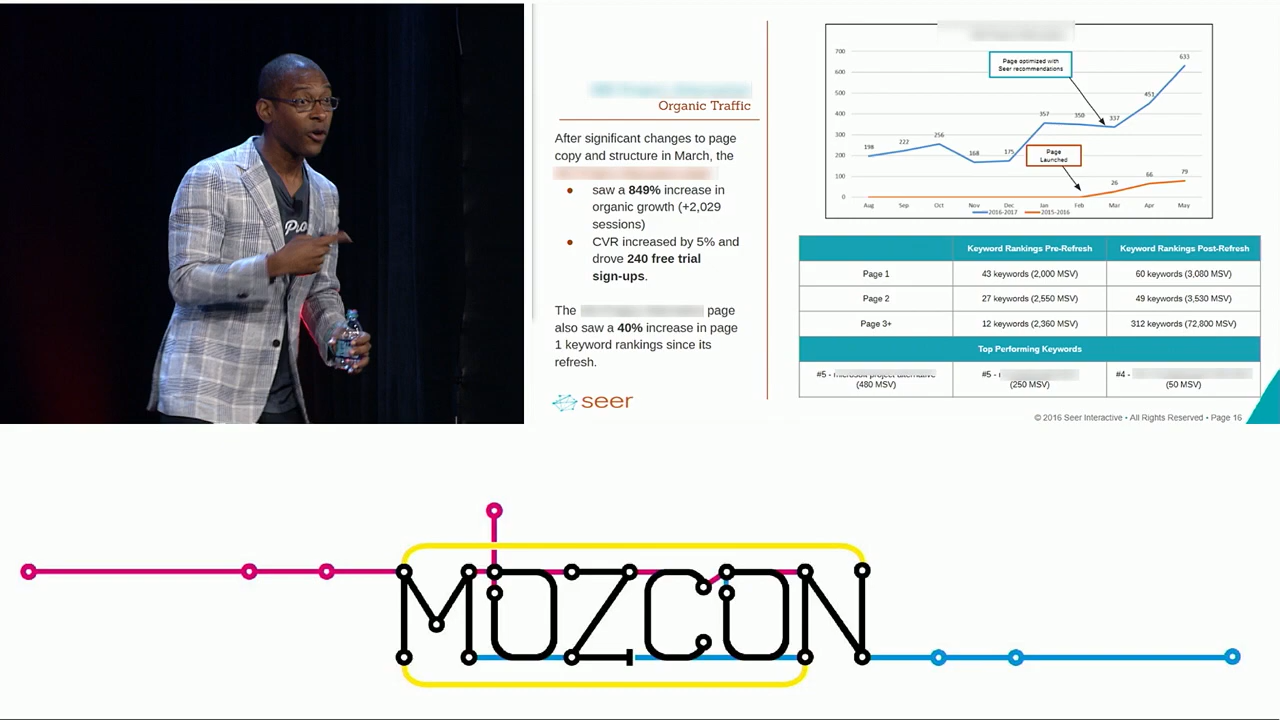 Pro
Organic Traffic
After significant changes to page
copy and structure in March, the
● saw a 849% increase in
organic growth (+2,029
sessions)
● CVR increased by 5% and
drove 240 free trial
sign-ups.
The page
also saw a 40% increase in page
1 keyword rankings since its
refresh.
seer
700
600
500
400
300
200
100
0
Page optimized with
Seer recommendations
Page
Launched
198 222 256 168 175 357 350 337 451 633
26 66 79
Aug Sep Oct Nov Dec Jan Feb Mar Apr May
2016-2017 2015-2016
Keyword Rankings Pre-Refresh Keyword Rankings Post-Refresh
Page 1 43 keywords (2,000 MSV) 60 keywords (3,080 MSV)
Page 2 27 keywords (2,550 MSV) 49 keywords (3,530 MSV)
Page 3+ 12 keywords (2,360 MSV) 312 keywords (72,800 MSV)
Top Performing Keywords
#5 - microsoft project alternative #5 - #4 -
(480 MSV) (250 MSV) (50 MSV)
© 2016 Seer Interactive • All Rights Reserved • Page 16
MOZCON